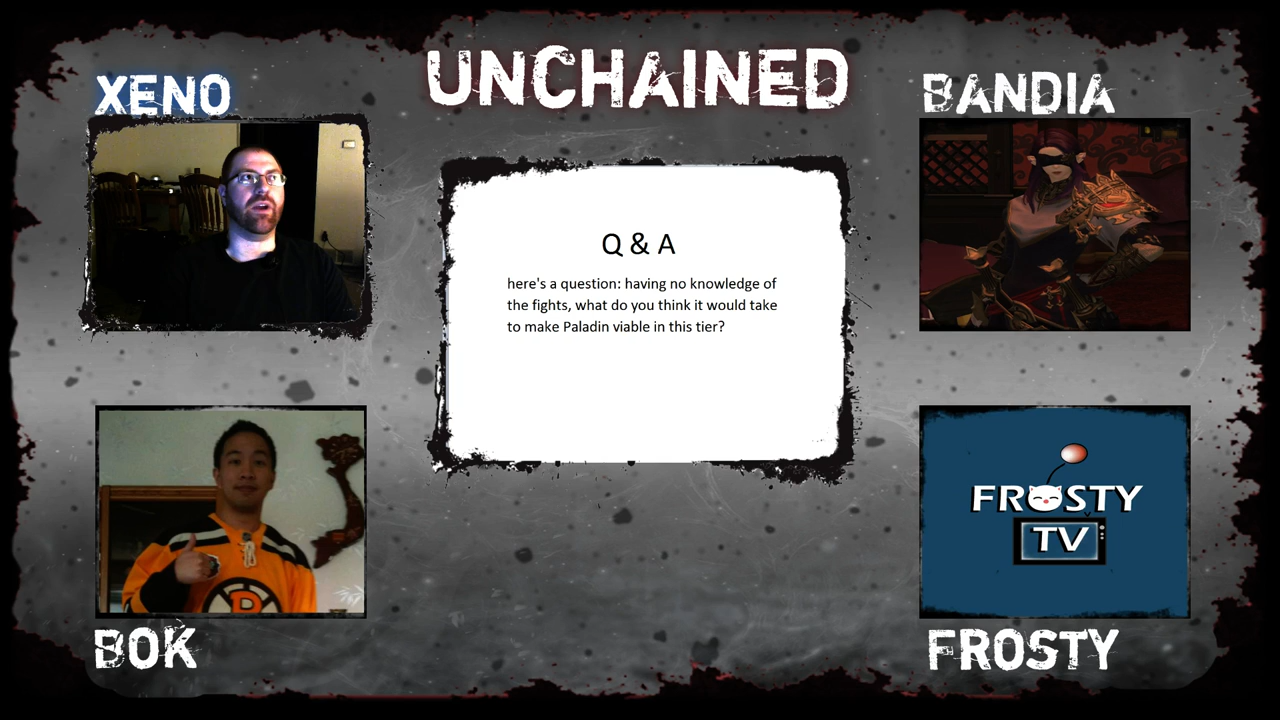 UNCHAINED
XENO
BANDIA
Q & A
here's a question: having no knowledge of
the fights, what do you think it would take
to make Paladin viable in this tier?
FROSTY
TV
B
BOK
FROSTY